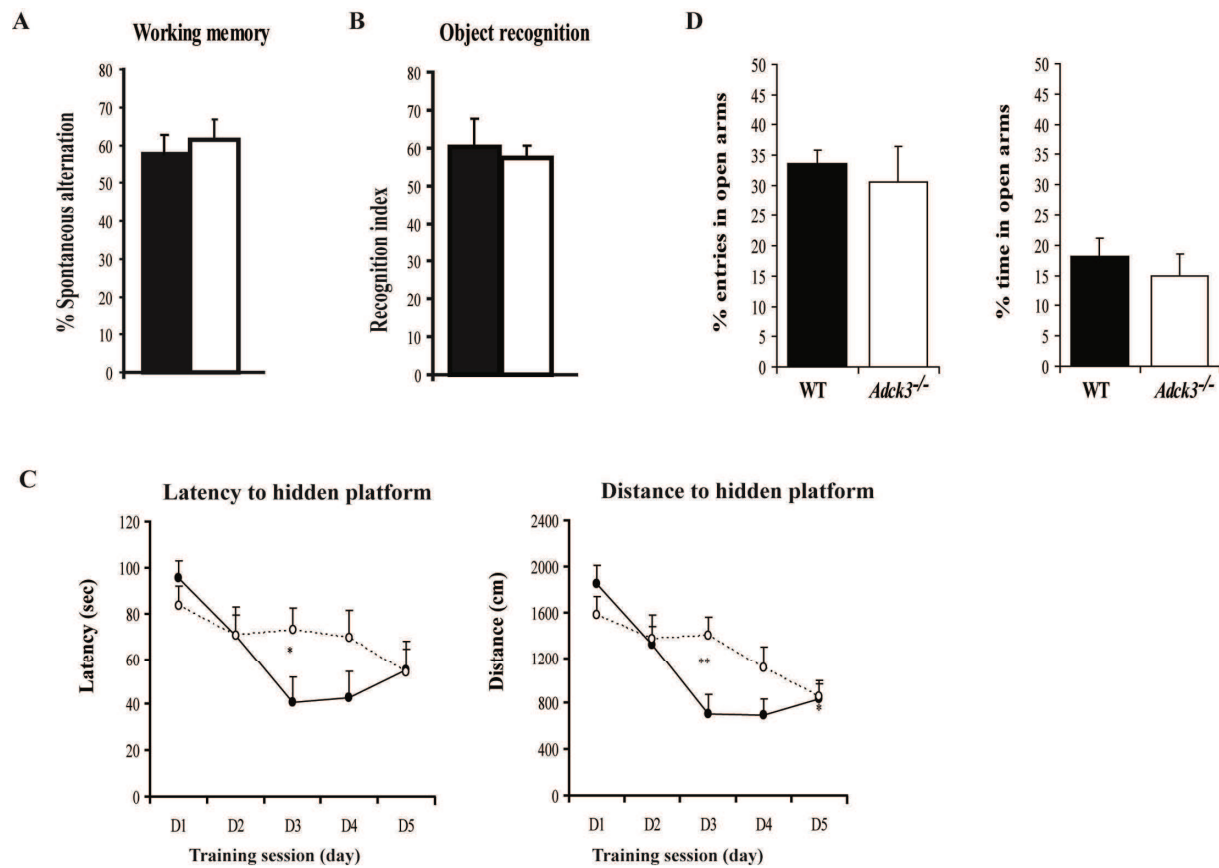 A
Working memory
% Spontaneous alternation
80
70
60
50
40
30
20
10
0
B
Object recognition
Recognition index
80
70
60
50
40
30
20
10
0
D
% entries in open arms
50
45
40
35
30
25
20
15
10
5
0
WT Adck3-/-
% time in open arms
50
45
40
35
30
25
20
15
10
5
0
WT Adck3-/-
C
Latency to hidden platform
Latency (sec)
120
100
80
60
40
20
0
*
D1 D2 D3 D4 D5
Training session (day)
Distance to hidden platform
Distance (cm)
2400
2000
1600
1200
800
400
0
**
*
D1 D2 D3 D4 D5
Training session (day)